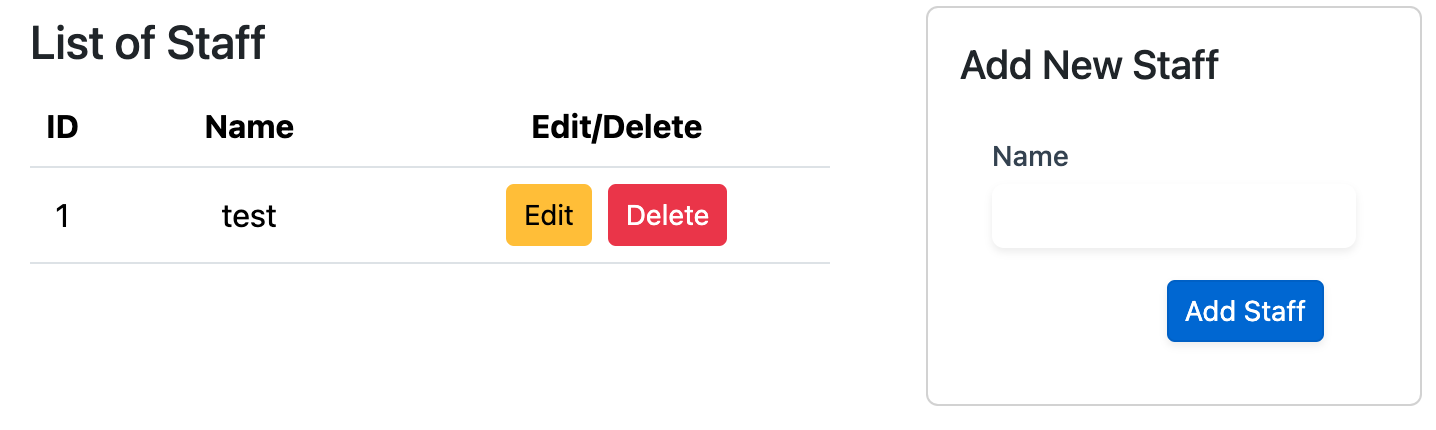 List of Staff
ID Name Edit/Delete
1 test Edit Delete
Add New Staff
Name
Add Staff